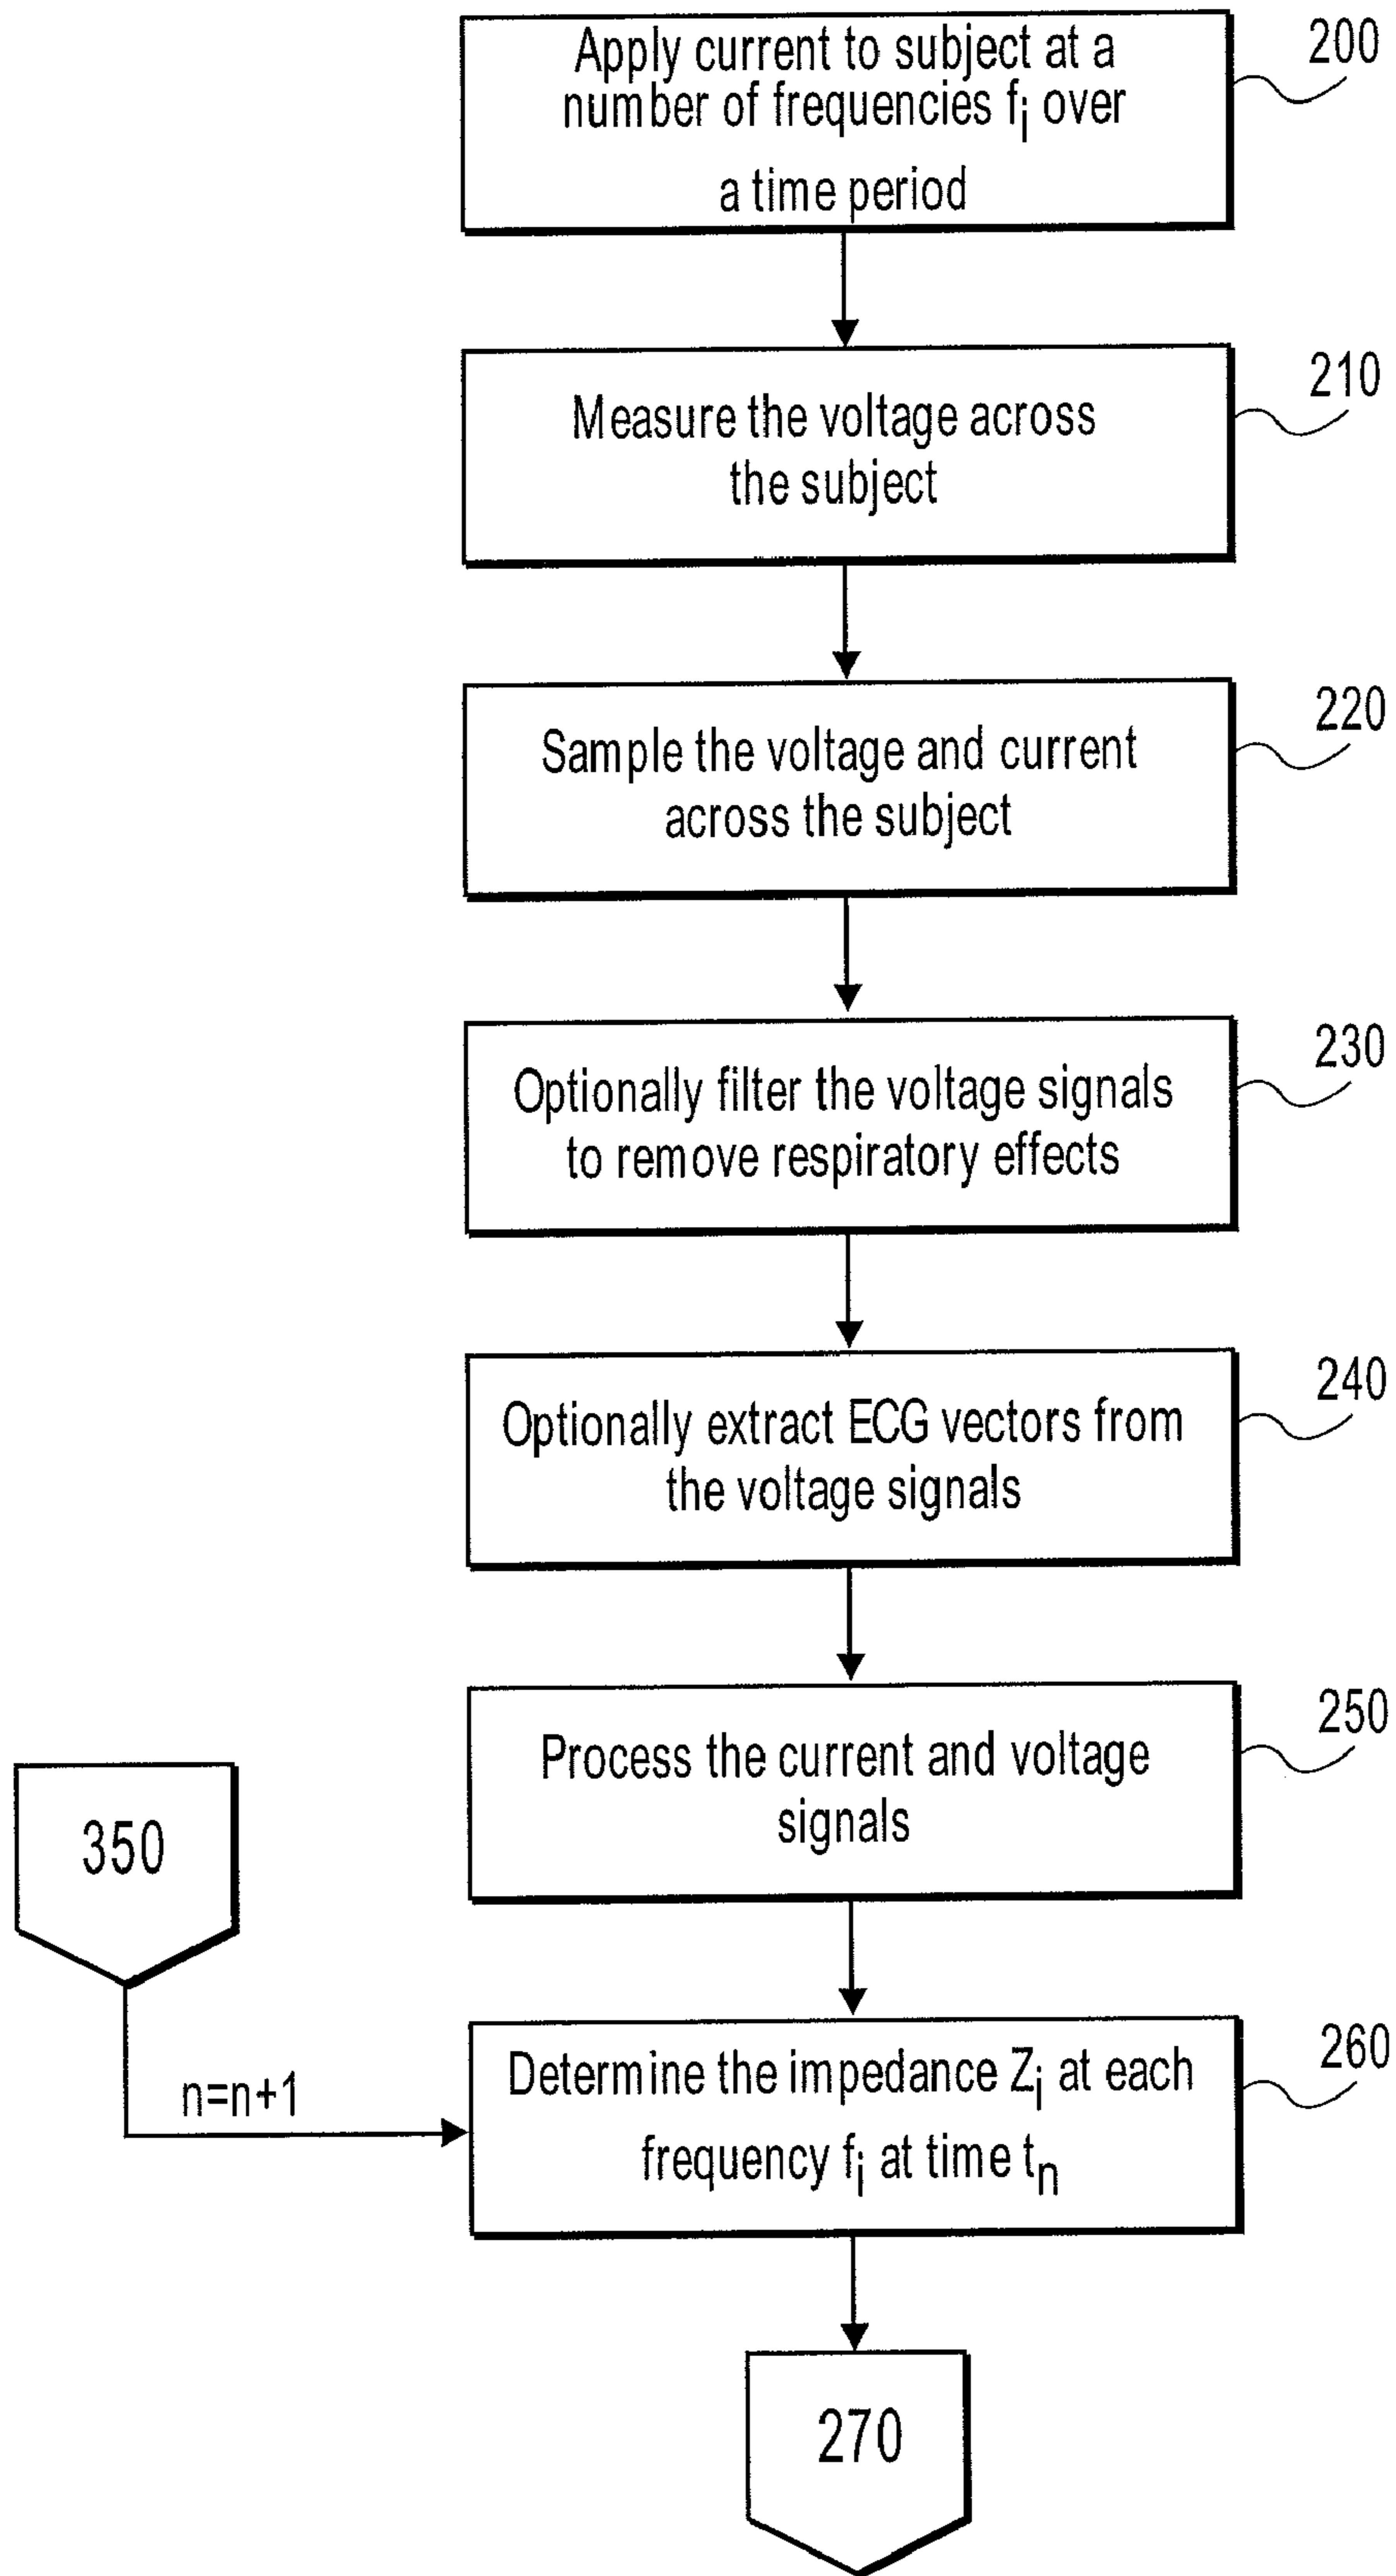 Apply current to subject at a
number of frequencies fi over
a time period
200
Measure the voltage across
the subject
210
Sample the voltage and current
across the subject
220
Optionally filter the voltage signals
to remove respiratory effects
230
Optionally extract ECG vectors from
the voltage signals
240
Process the current and voltage
signals
250
350
n=n+1
Determine the impedance Zi at each
frequency fi at time tn
260
270